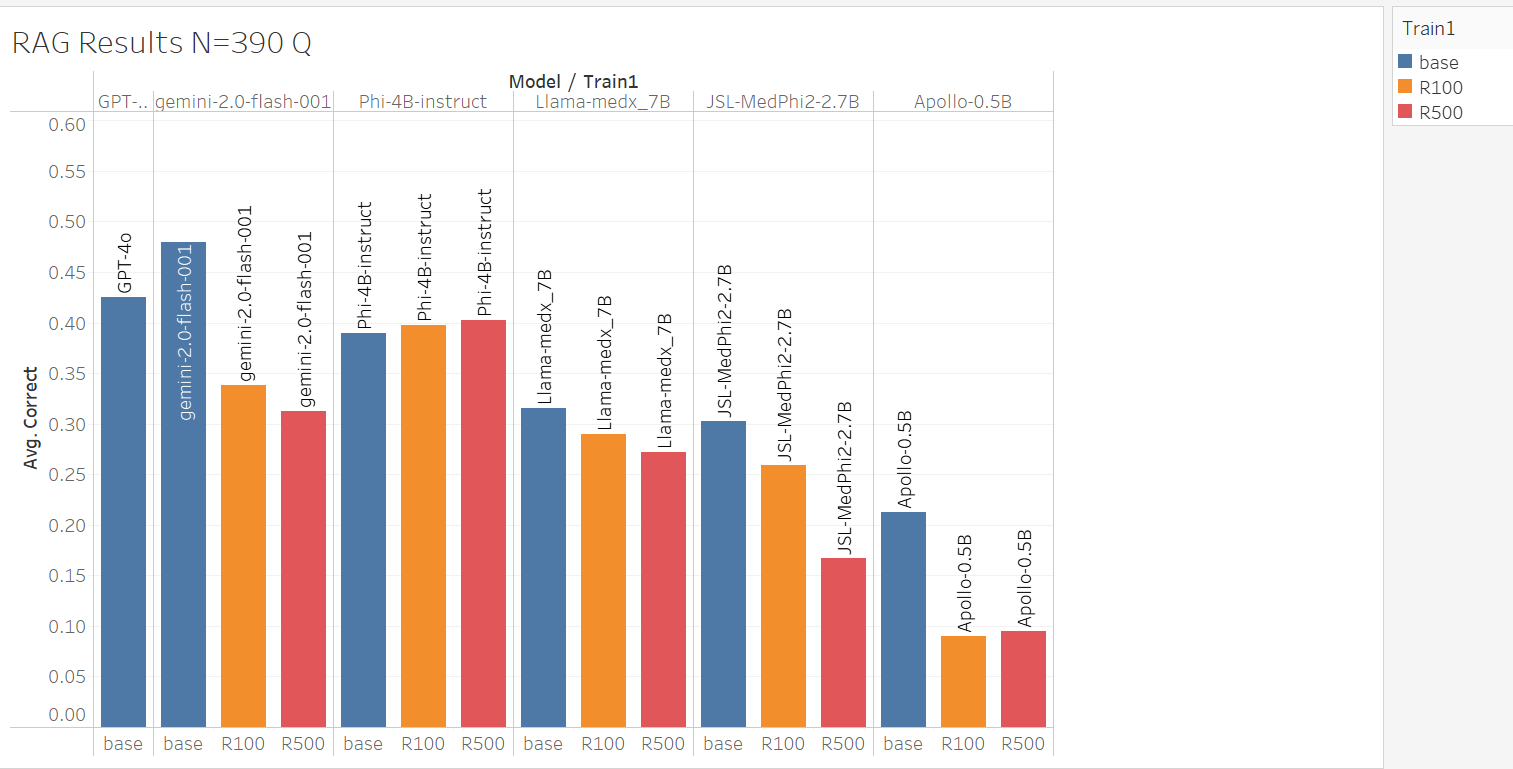 RAG Results N=390 Q
Model / Train1
GPT-.. gemini-2.0-flash-001 Phi-4B-instruct Llama-medx_7B JSL-MedPhi2-2.7B Apollo-0.5B
0.60
0.55
0.50
0.45
0.40
0.35
0.30
0.25
0.20
0.15
0.10
0.05
0.00
Avg. Correct
GPT-4o
gemini-2.0-flash-001
gemini-2.0-flash-001
gemini-2.0-flash-001
Phi-4B-instruct
Phi-4B-instruct
Phi-4B-instruct
Llama-medx_7B
Llama-medx_7B
Llama-medx_7B
JSL-MedPhi2-2.7B
JSL-MedPhi2-2.7B
JSL-MedPhi2-2.7B
Apollo-0.5B
Apollo-0.5B
Apollo-0.5B
base base R100 R500 base R100 R500 base R100 R500 base R100 R500 base R100 R500
Train1
base
R100
R500